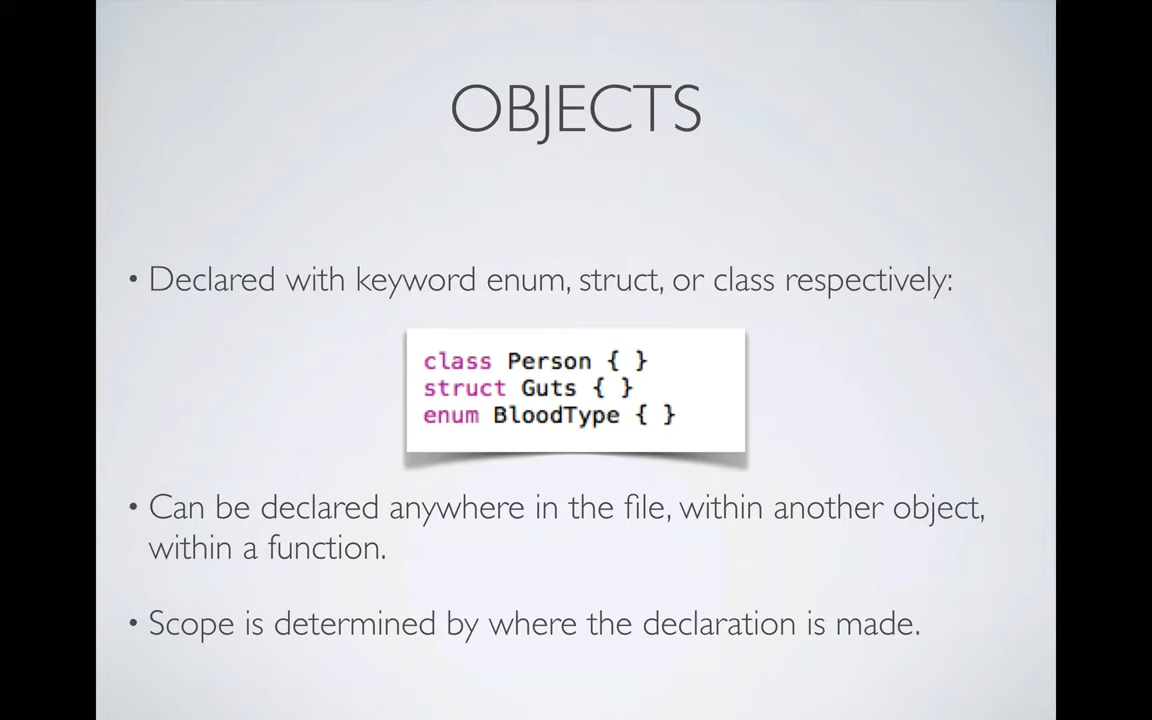 OBJECTS
• Declared with keyword enum, struct, or class respectively:
class Person { }
struct Guts { }
enum BloodType { }
• Can be declared anywhere in the file, within another object,
within a function.
• Scope is determined by where the declaration is made.